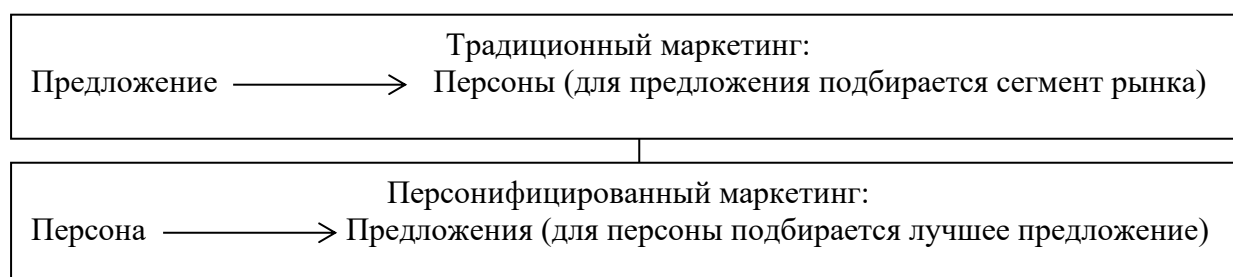 Традиционный маркетинг:
Предложение Персоны (для предложения подбирается сегмент рынка)
Персонифицированный маркетинг:
Персона Предложения (для персоны подбирается лучшее предложение)